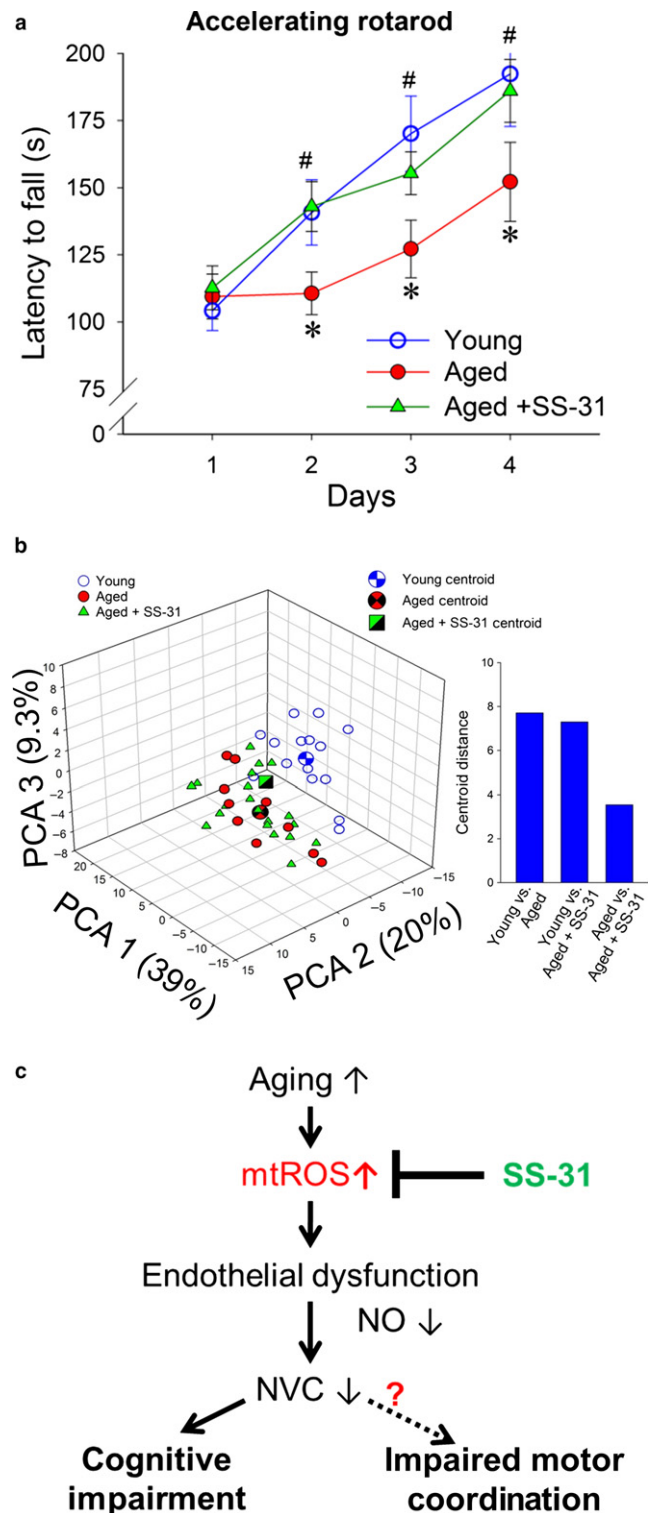 a
Accelerating rotarod
Latency to fall (s)
200
175
150
125
100
75
0
#
#
#
*
*
*
Young
Aged
Aged +SS-31
1 2 3 4
Days
b
Young
Aged
Aged + SS-31
Young centroid
Aged centroid
Aged + SS-31 centroid
PCA 3 (9.3%)
10
8
6
4
2
0
−2
−4
−6
−8
20
15
10
5
0
−5
−10
−15
PCA 1 (39%)
15
10
5
0
−5
−10
−15
PCA 2 (20%)
Centroid distance
10
8
6
4
2
0
Young vs.
Aged
Young vs.
Aged + SS-31
Aged vs.
Aged + SS-31
c
Aging ↑
mtROS↑
SS-31
Endothelial dysfunction
NO ↓
NVC ↓ ?
Cognitive
impairment
Impaired motor
coordination